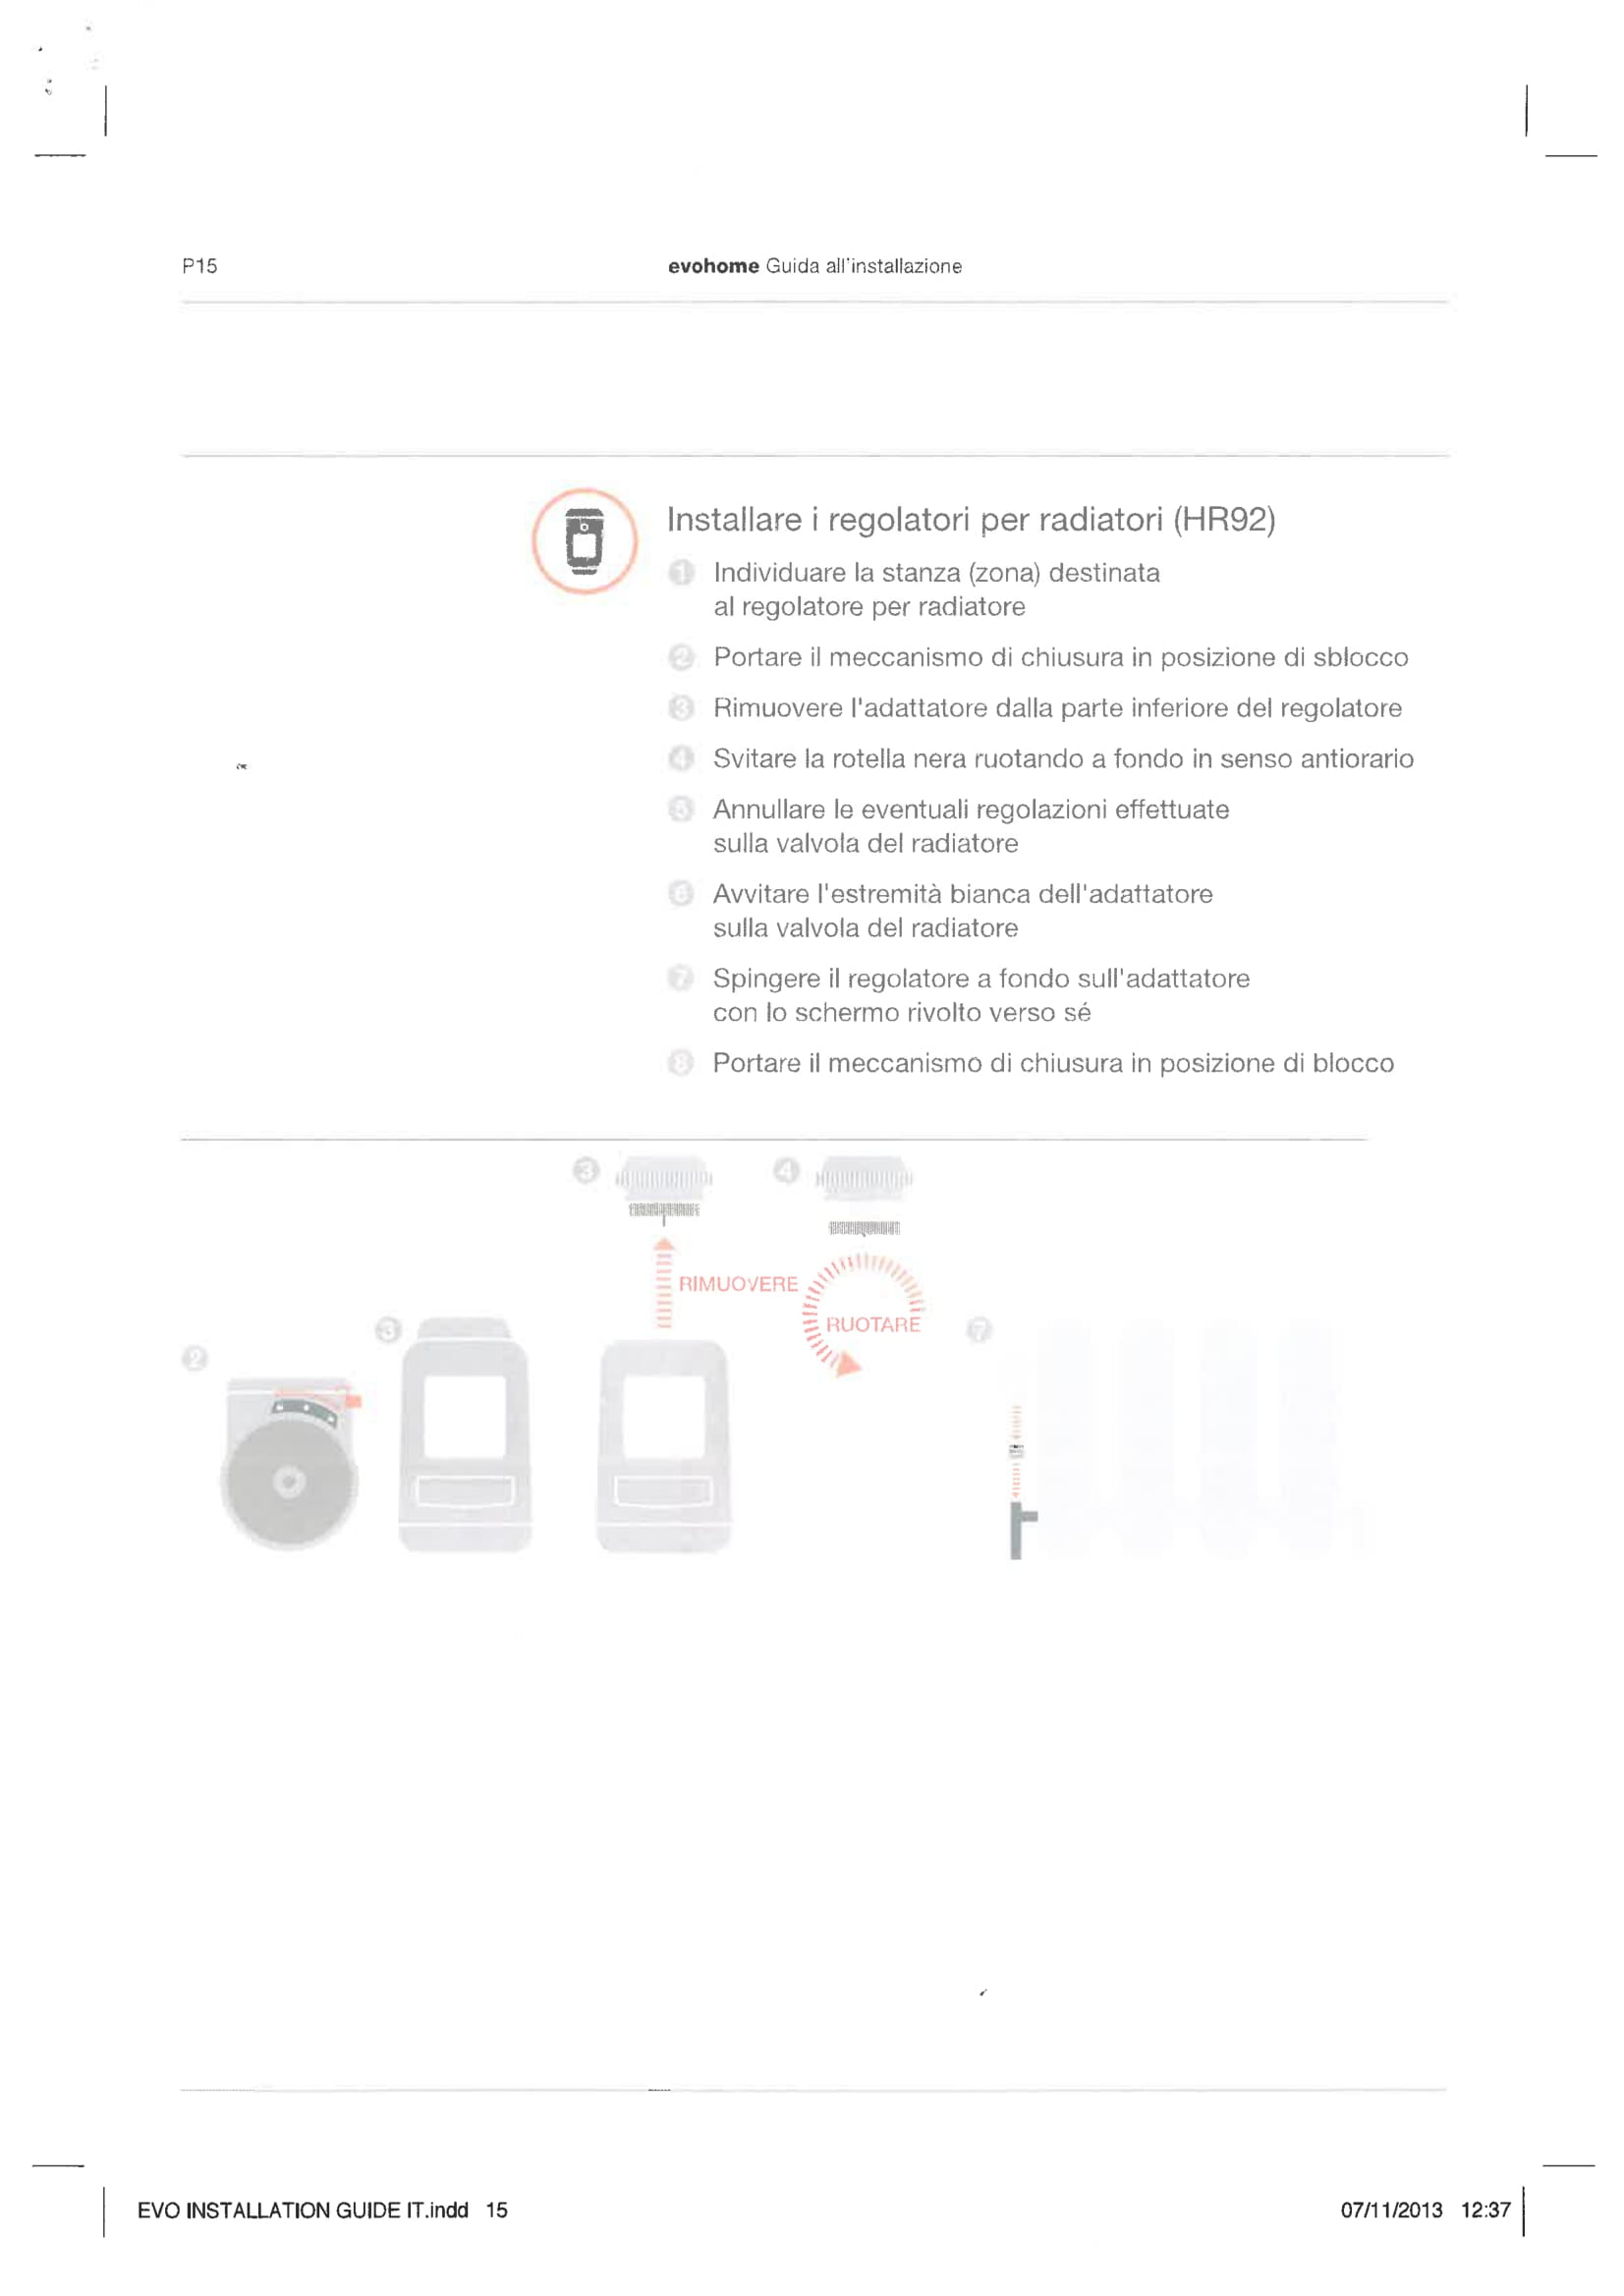 P15
evohome Guida all'installazione
Installare i regolatori per radiatori (HR92)
1 Individuare la stanza (zona) destinata
al regolatore per radiatore
2 Portare il meccanismo di chiusura in posizione di sblocco
3 Rimuovere l'adattatore dalla parte inferiore del regolatore
4 Svitare la rotella nera ruotando a fondo in senso antiorario
5 Annullare le eventuali regolazioni effettuate
sulla valvola del radiatore
6 Avvitare l'estremità bianca dell'adattatore
sulla valvola del radiatore
7 Spingere il regolatore a fondo sull'adattatore
con lo schermo rivolto verso sé
8 Portare il meccanismo di chiusura in posizione di blocco
3
4
RIMUOVERE
RUOTARE
3
7
2
EVO INSTALLATION GUIDE IT.indd 15
07/11/2013 12:37